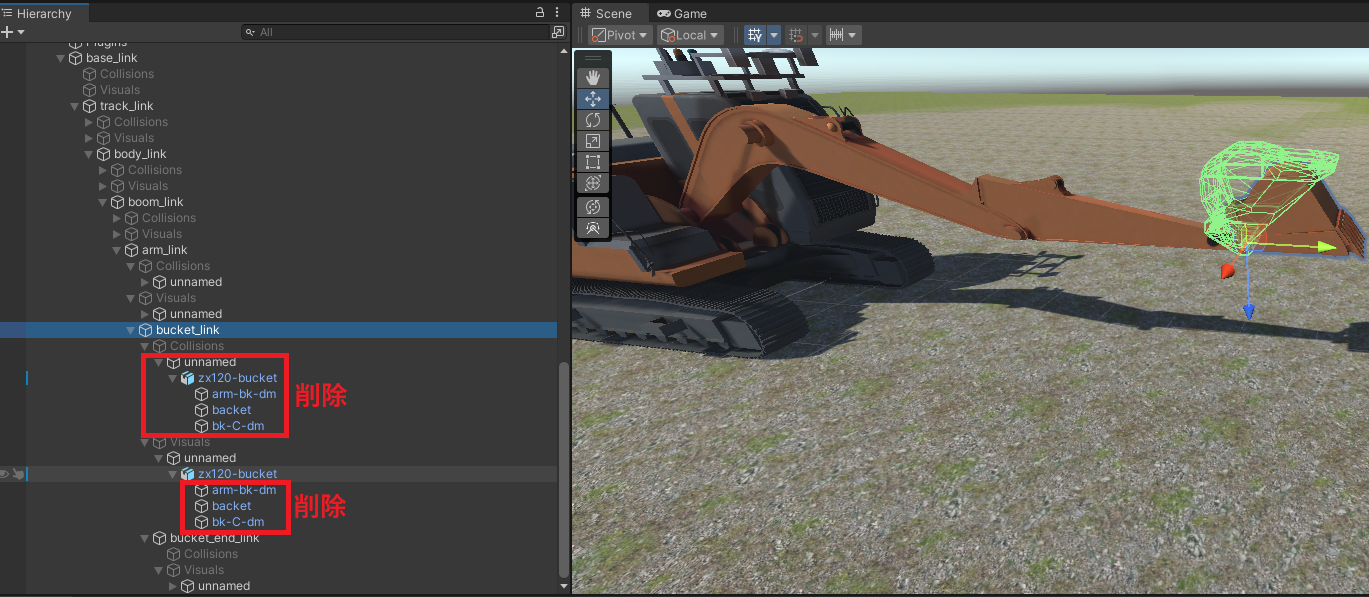 Hierarchy
All
Plugins
base_link
Collisions
Visuals
track_link
Collisions
Visuals
body_link
Collisions
Visuals
boom_link
Collisions
Visuals
arm_link
Collisions
unnamed
Visuals
unnamed
bucket_link
Collisions
unnamed
zx120-bucket
arm-bk-dm
backet
bk-C-dm
削除
Visuals
unnamed
zx120-bucket
arm-bk-dm
backet
bk-C-dm
削除
bucket_end_link
Collisions
Visuals
unnamed
Scene
Game
Pivot
Local